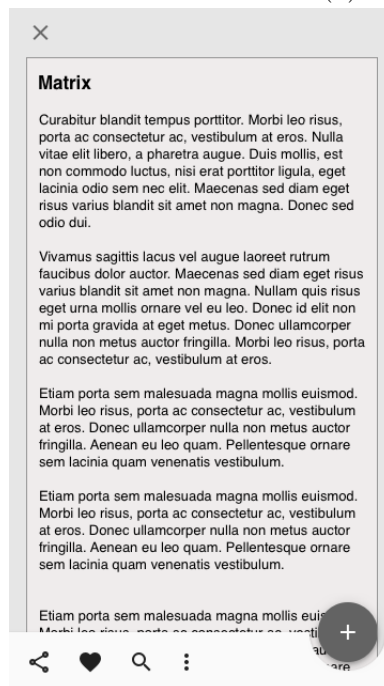 Matrix
Curabitur blandit tempus porttitor. Morbi leo risus,
porta ac consectetur ac, vestibulum at eros. Nulla
vitae elit libero, a pharetra augue. Duis mollis, est
non commodo luctus, nisi erat porttitor ligula, eget
lacinia odio sem nec elit. Maecenas sed diam eget
risus varius blandit sit amet non magna. Donec sed
odio dui.
Vivamus sagittis lacus vel augue laoreet rutrum
faucibus dolor auctor. Maecenas sed diam eget risus
varius blandit sit amet non magna. Nullam quis risus
eget urna mollis ornare vel eu leo. Donec id elit non
mi porta gravida at eget metus. Donec ullamcorper
nulla non metus auctor fringilla. Morbi leo risus, porta
ac consectetur ac, vestibulum at eros.
Etiam porta sem malesuada magna mollis euismod.
Morbi leo risus, porta ac consectetur ac, vestibulum
at eros. Donec ullamcorper nulla non metus auctor
fringilla. Aenean eu leo quam. Pellentesque ornare
sem lacinia quam venenatis vestibulum.
Etiam porta sem malesuada magna mollis euismod.
Morbi leo risus, porta ac consectetur ac, vestibulum
at eros. Donec ullamcorper nulla non metus auctor
fringilla. Aenean eu leo quam. Pellentesque ornare
sem lacinia quam venenatis vestibulum.
Etiam porta sem malesuada magna mollis